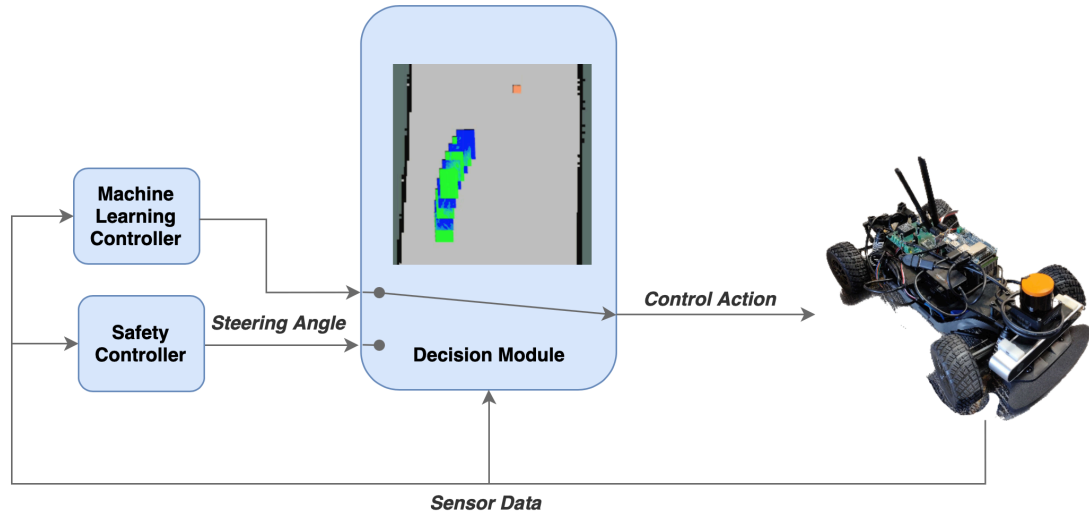 Machine
Learning
Controller
Safety
Controller
Steering Angle
Decision Module
Control Action
Sensor Data